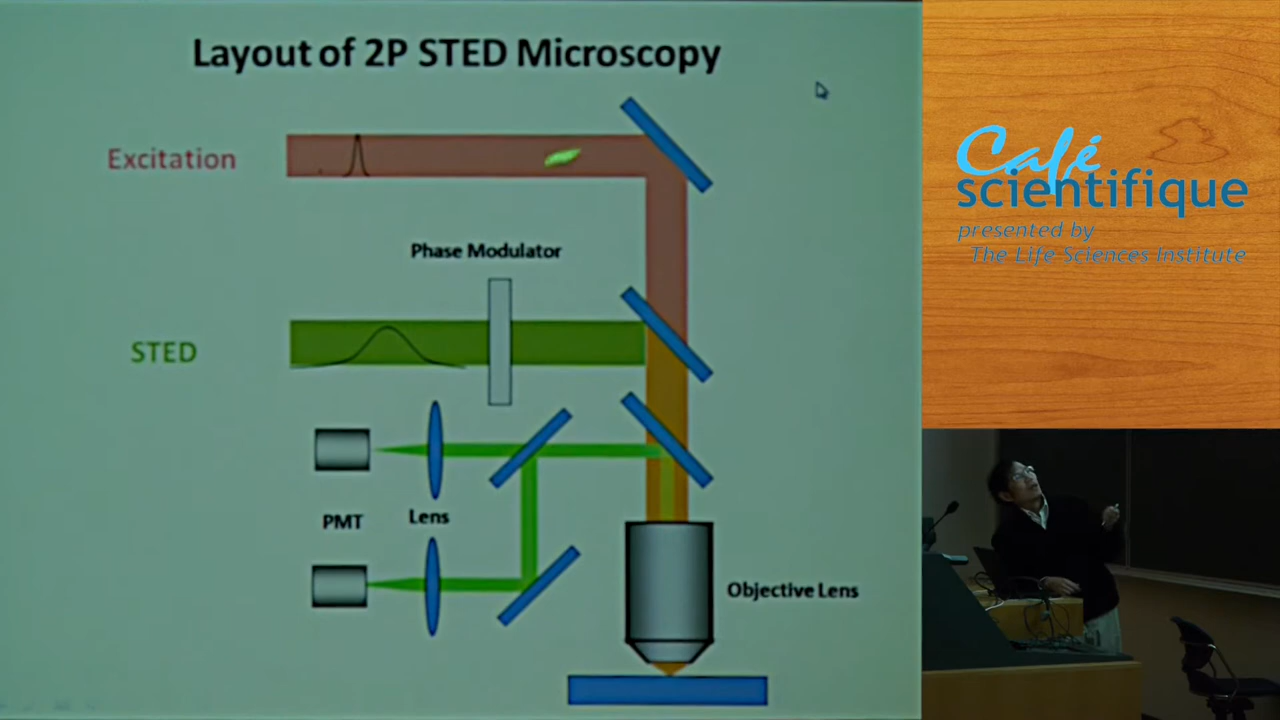 Layout of 2P STED Microscopy
Excitation
Phase Modulator
STED
PMT
Lens
Objective Lens
Café
scientifique
presented by
The Life Sciences Institute